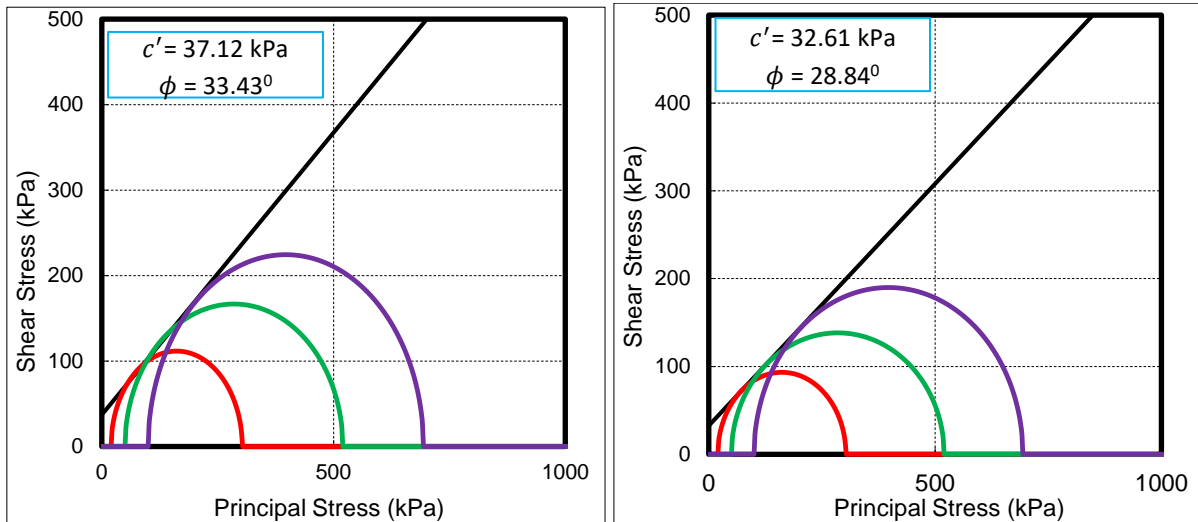 500
400
300
200
100
0
Shear Stress (kPa)
c′= 37.12 kPa
ϕ = 33.43⁰
0
500
1000
Principal Stress (kPa)
500
400
300
200
100
0
Shear Stress (kPa)
c′= 32.61 kPa
ϕ = 28.84⁰
0
500
1000
Principal Stress (kPa)